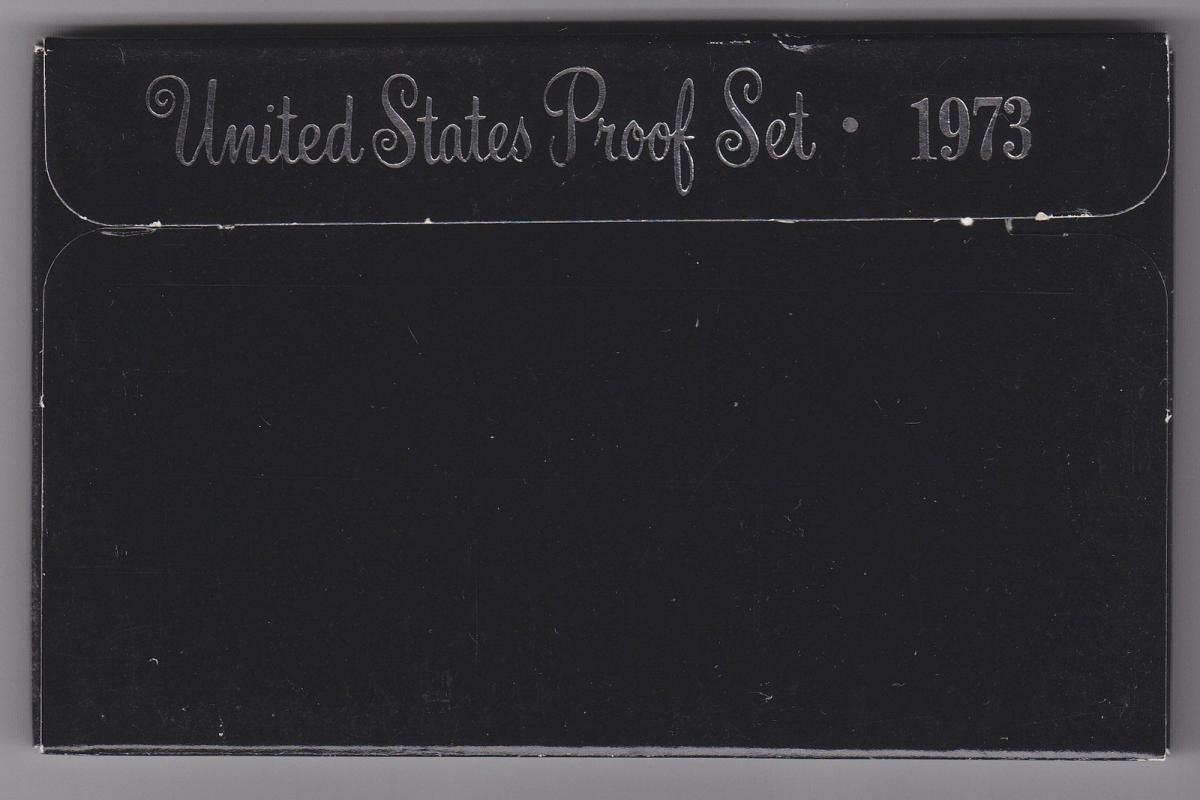 United States Proof Set • 1973